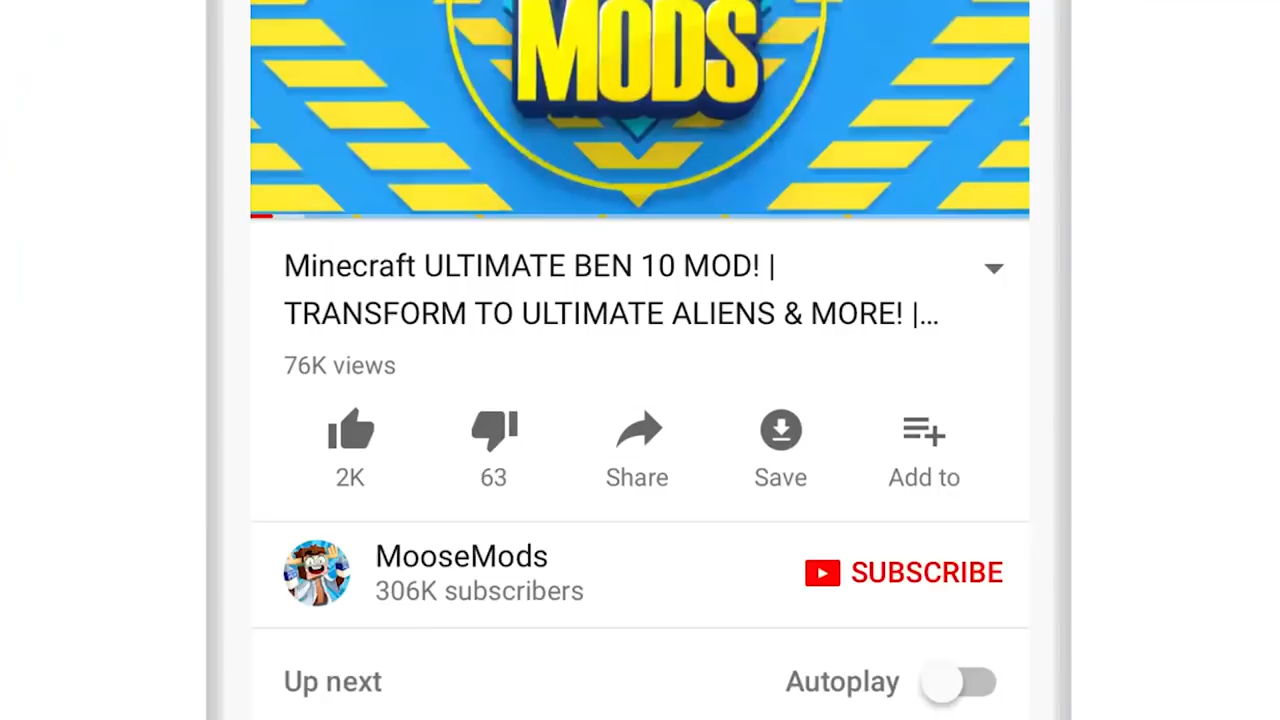 MODS
Minecraft ULTIMATE BEN 10 MOD! |
TRANSFORM TO ULTIMATE ALIENS & MORE! |...
76K views
2K 63 Share Save Add to
MooseMods
306K subscribers
SUBSCRIBE
Up next Autoplay